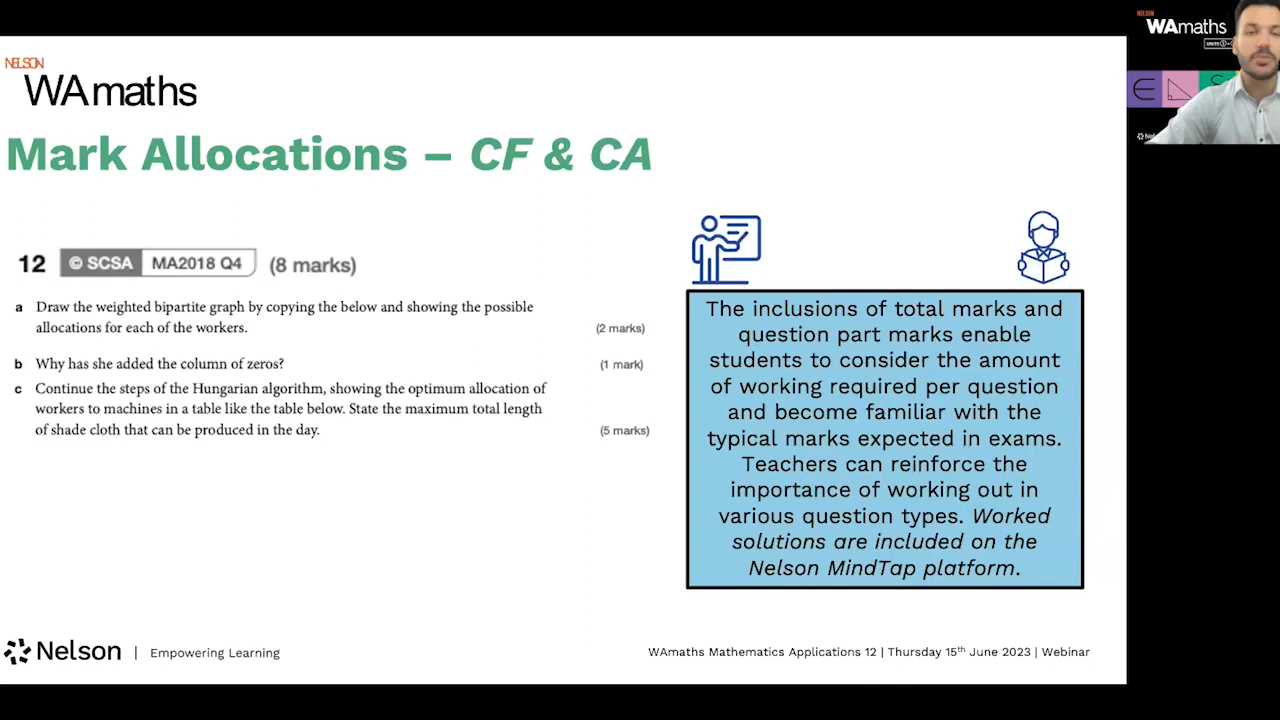 NELSON
WAmaths
Mark Allocations – CF & CA
12 © SCSA MA2018 Q4 (8 marks)
a Draw the weighted bipartite graph by copying the below and showing the possible
allocations for each of the workers. (2 marks)
b Why has she added the column of zeros? (1 mark)
c Continue the steps of the Hungarian algorithm, showing the optimum allocation of
workers to machines in a table like the table below. State the maximum total length
of shade cloth that can be produced in the day. (5 marks)
The inclusions of total marks and
question part marks enable
students to consider the amount
of working required per question
and become familiar with the
typical marks expected in exams.
Teachers can reinforce the
importance of working out in
various question types. Worked
solutions are included on the
Nelson MindTap platform.
Nelson | Empowering Learning
WAmaths Mathematics Applications 12 | Thursday 15th June 2023 | Webinar
NELSON
WAmaths